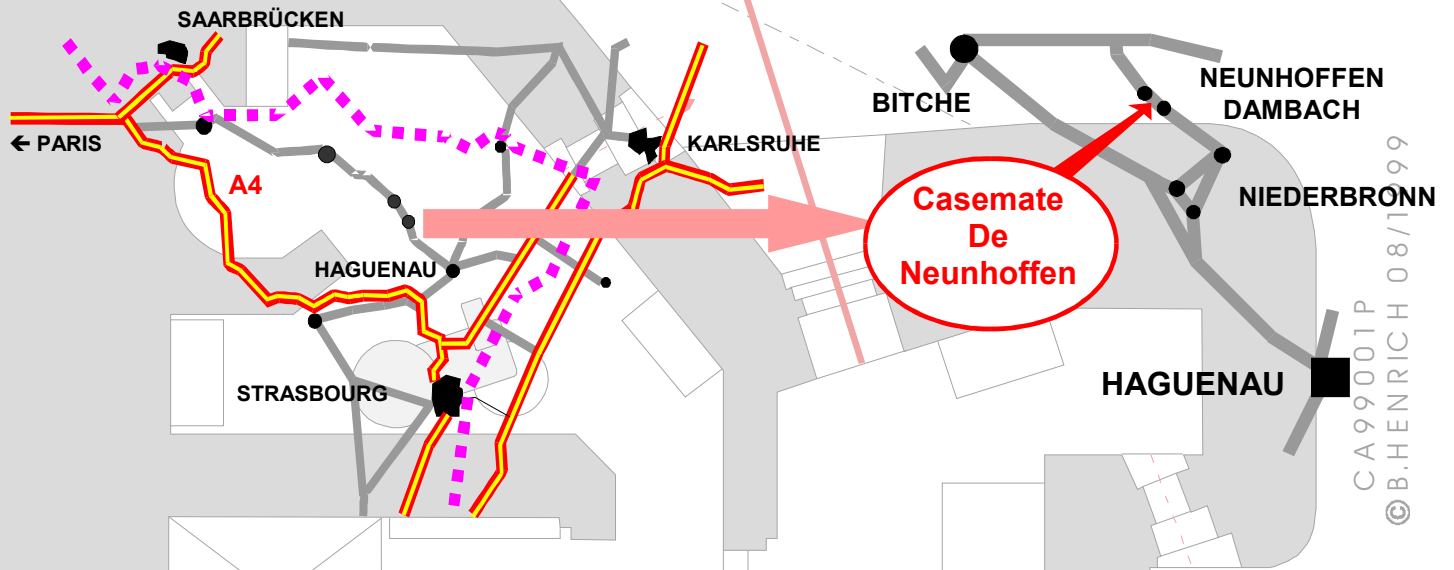 SAARBRÜCKEN
← PARIS
A4
KARLSRUHE
HAGUENAU
STRASBOURG
BITCHE
NEUNHOFFEN
DAMBACH
Casemate
De
Neunhoffen
NIEDERBRONN
HAGUENAU
CA99001P
©B.HENRICH 08/1999